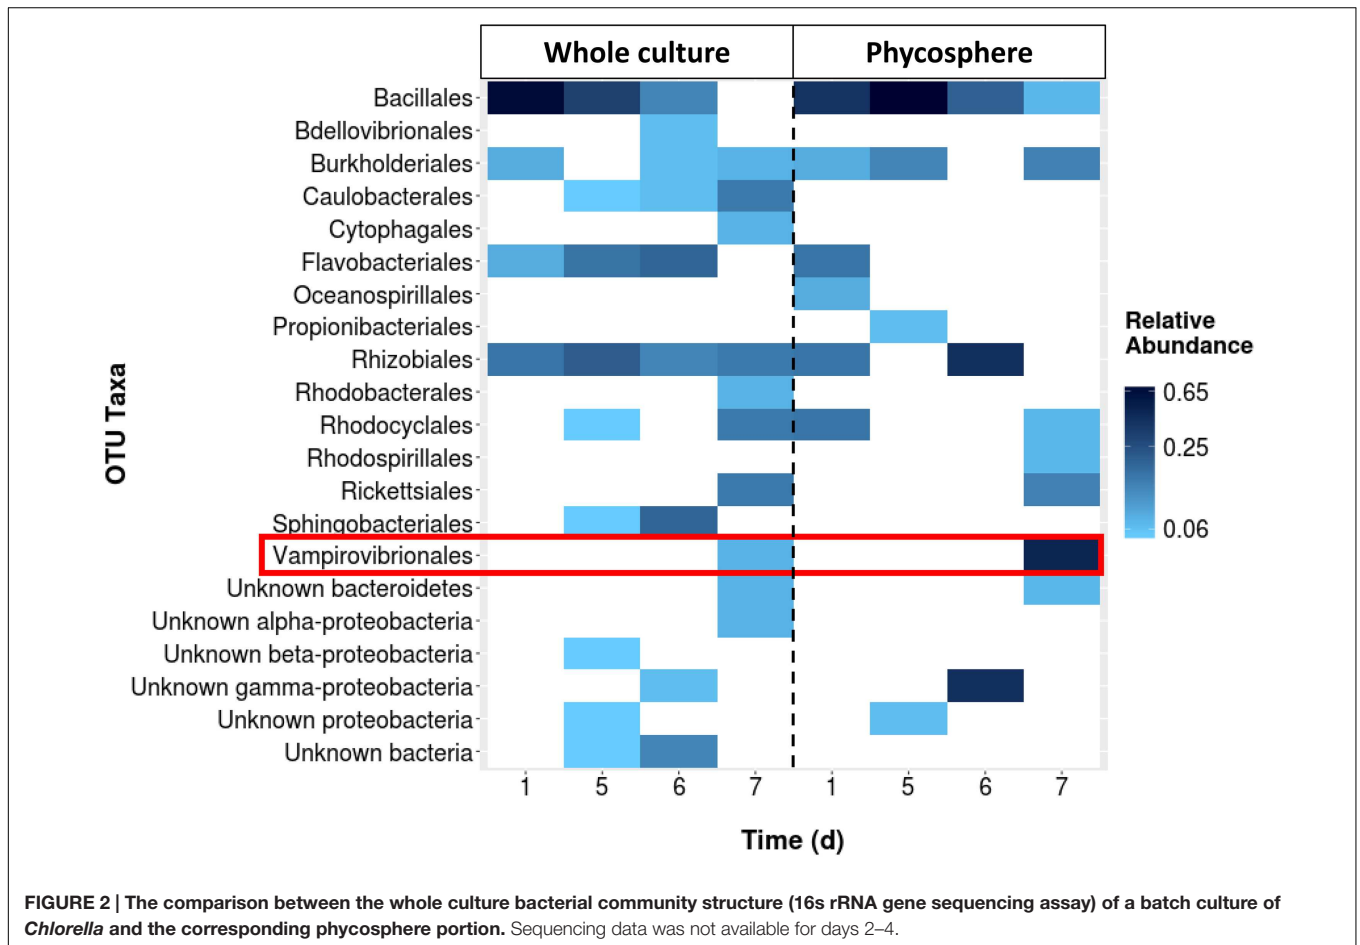 Whole culture Phycosphere
Bacillales
Bdellovibrionales
Burkholderiales
Caulobacterales
Cytophagales
Flavobacteriales
Oceanospirillales
Propionibacteriales
Rhizobiales
Rhodobacterales
Rhodocyclales
Rhodospirillales
Rickettsiales
Sphingobacteriales
Vampirovibrionales
Unknown bacteroidetes
Unknown alpha-proteobacteria
Unknown beta-proteobacteria
Unknown gamma-proteobacteria
Unknown proteobacteria
Unknown bacteria
OTU Taxa
1 5 6 7 1 5 6 7
Time (d)
Relative
Abundance
0.65
0.25
0.06
FIGURE 2 | The comparison between the whole culture bacterial community structure (16s rRNA gene sequencing assay) of a batch culture of
Chlorella and the corresponding phycosphere portion. Sequencing data was not available for days 2–4.